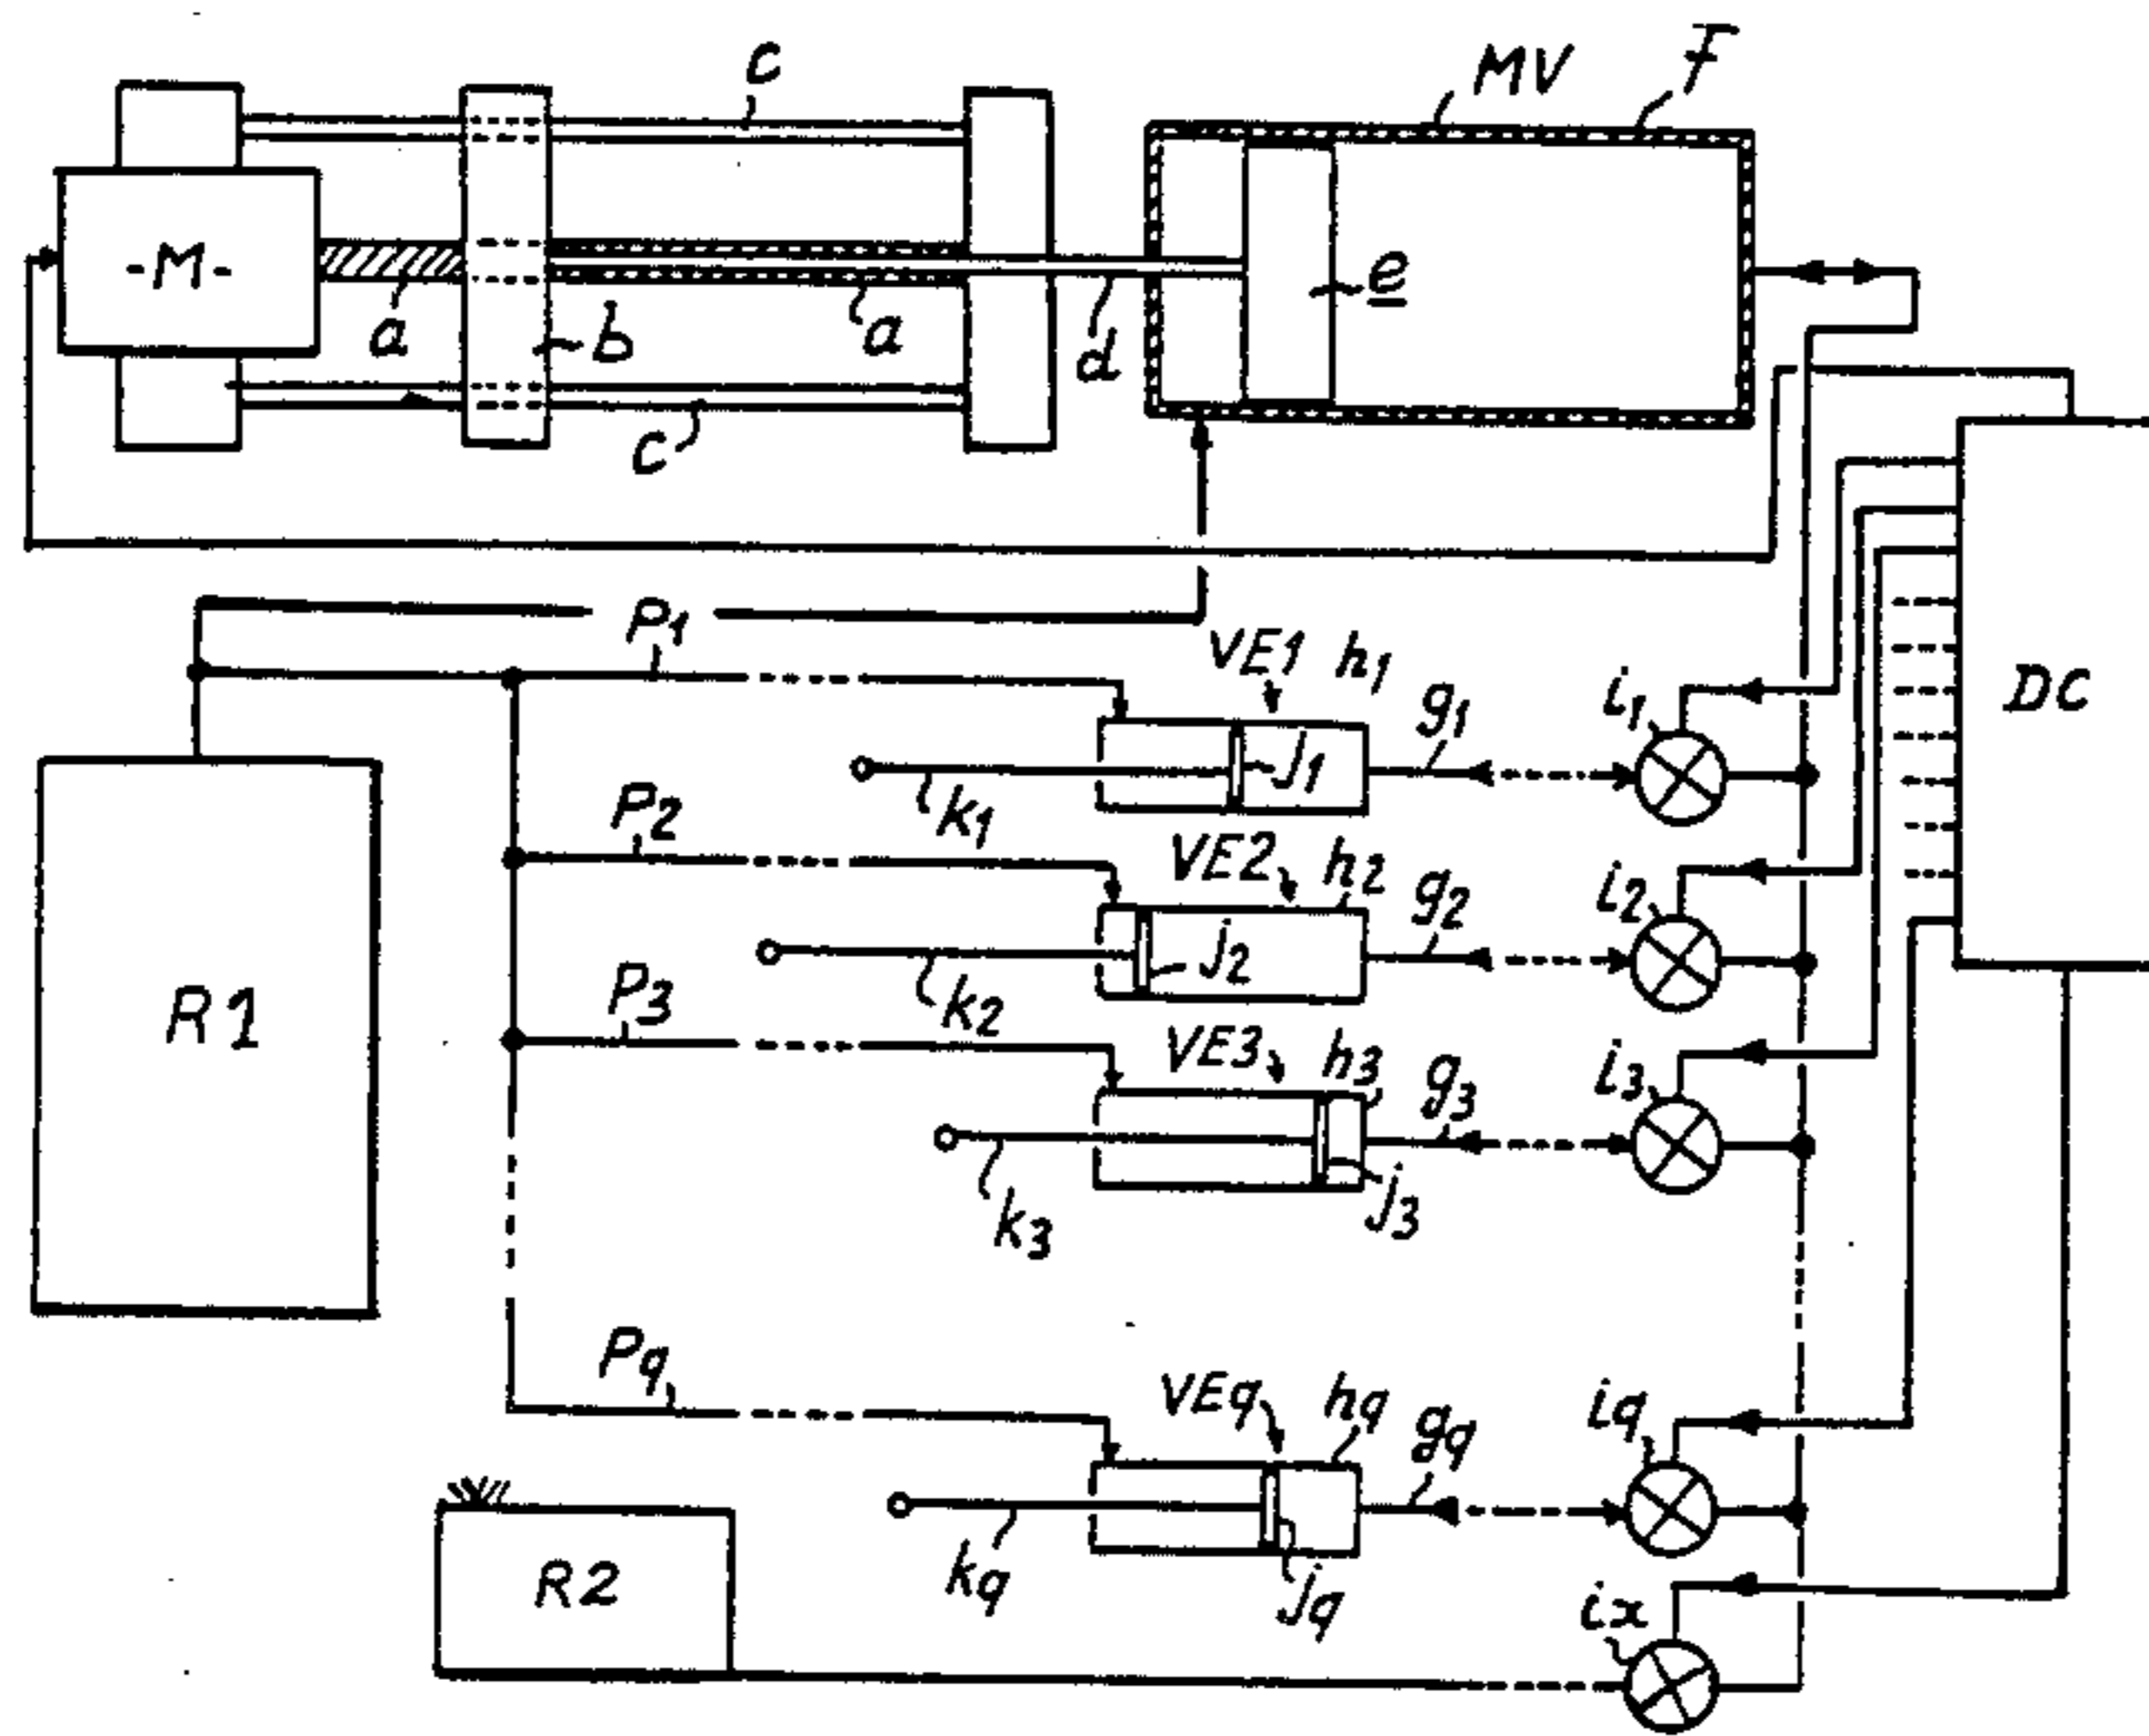 c
MV
F
-M-
a
b
a
d
e
c
P1
VE1
h1
g1
i1
DC
k1
j1
P2
VE2
h2
g2
i2
R1
k2
j2
P3
VE3
h3
g3
i3
k3
j3
Pq
VEq
hq
gq
iq
R2
kq
jq
ix